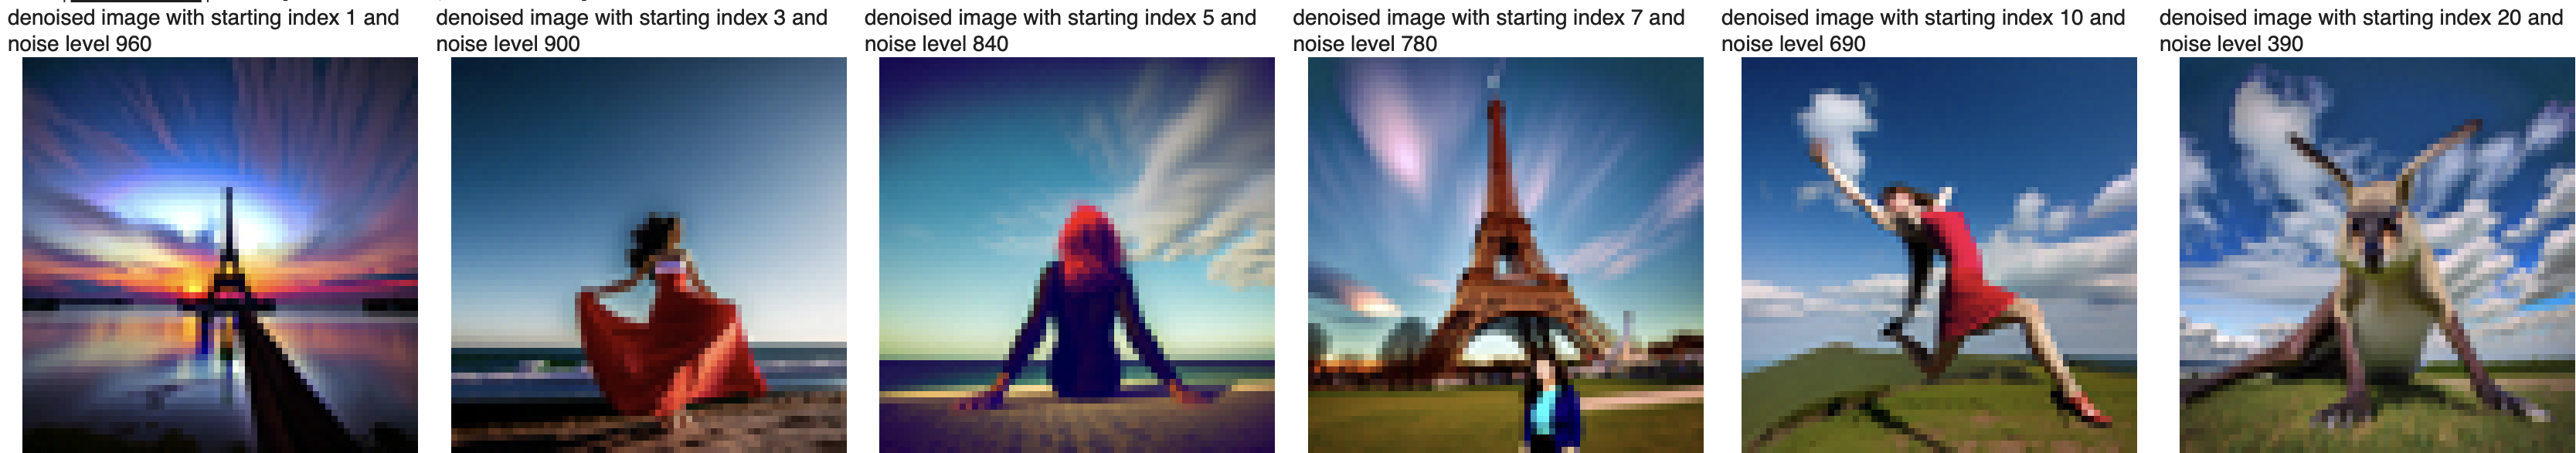 denoised image with starting index 1 and
noise level 960
denoised image with starting index 3 and
noise level 900
denoised image with starting index 5 and
noise level 840
denoised image with starting index 7 and
noise level 780
denoised image with starting index 10 and
noise level 690
denoised image with starting index 20 and
noise level 390